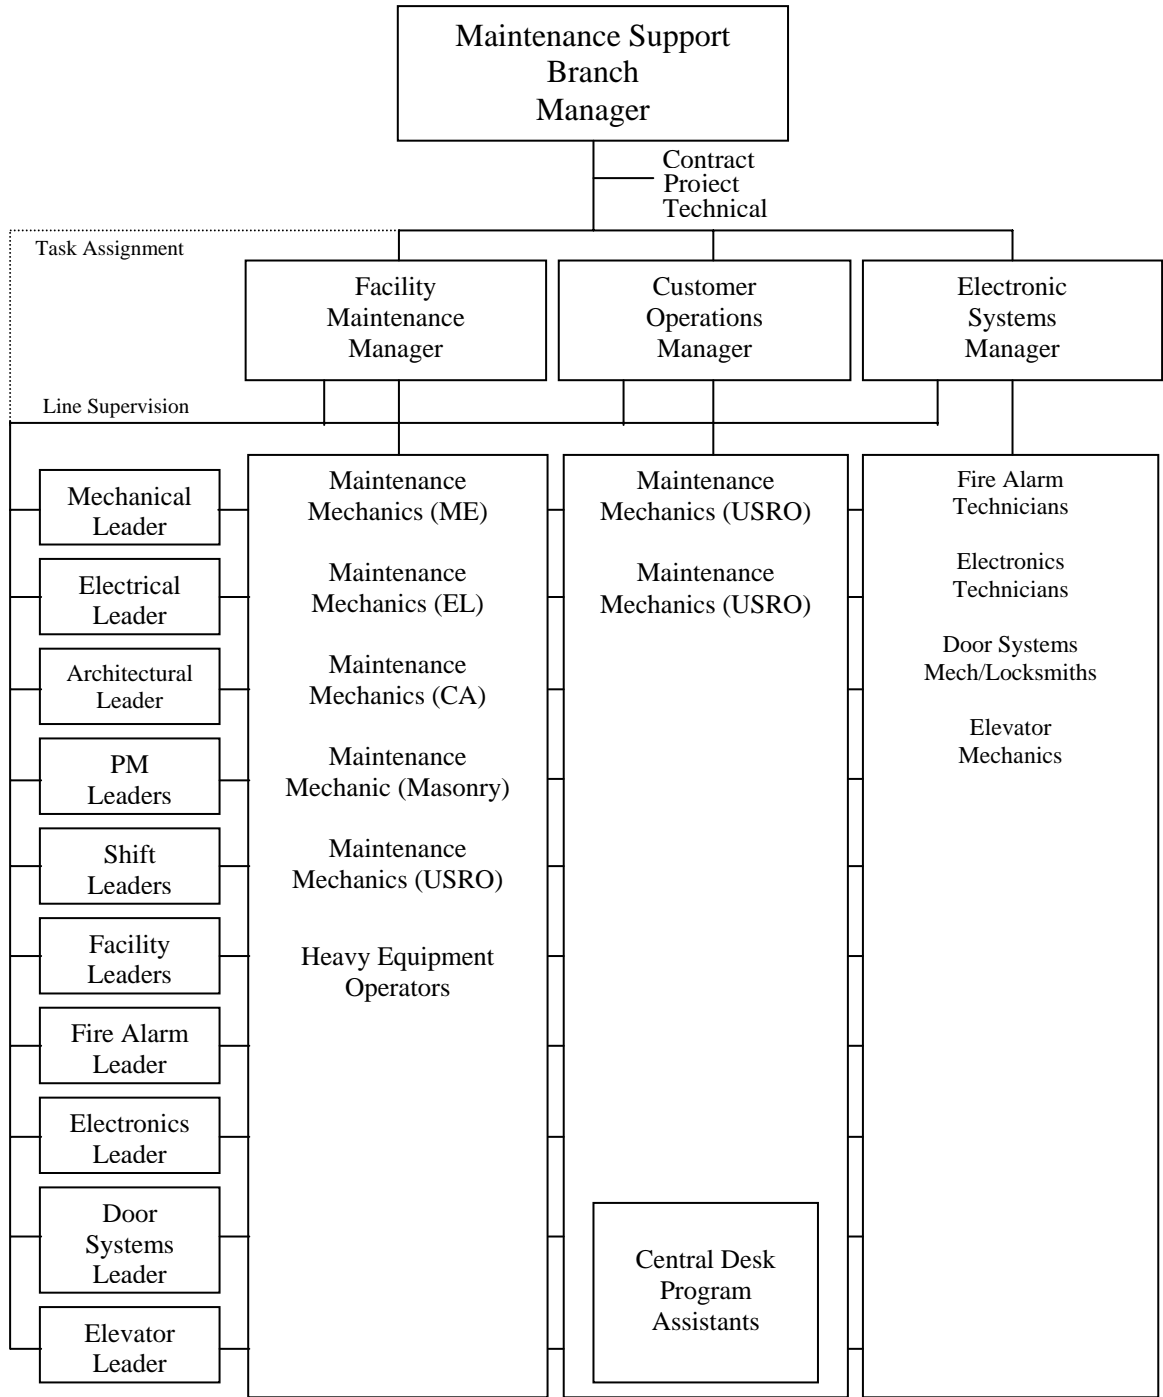 Maintenance Support
Branch
Manager
Contract
Project
Technical
Task Assignment
Facility
Maintenance
Manager
Customer
Operations
Manager
Electronic
Systems
Manager
Line Supervision
Mechanical
Leader
Electrical
Leader
Architectural
Leader
PM
Leaders
Shift
Leaders
Facility
Leaders
Fire Alarm
Leader
Electronics
Leader
Door
Systems
Leader
Elevator
Leader
Maintenance
Mechanics (ME)
Maintenance
Mechanics (EL)
Maintenance
Mechanics (CA)
Maintenance
Mechanic (Masonry)
Maintenance
Mechanics (USRO)
Heavy Equipment
Operators
Maintenance
Mechanics (USRO)
Maintenance
Mechanics (USRO)
Central Desk
Program
Assistants
Fire Alarm
Technicians
Electronics
Technicians
Door Systems
Mech/Locksmiths
Elevator
Mechanics